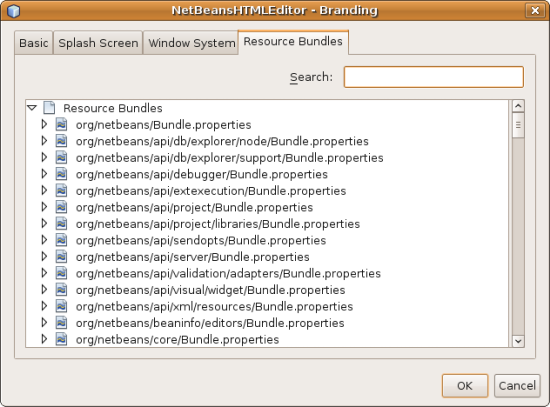 NetBeansHTMLEditor - Branding
Basic Splash Screen Window System Resource Bundles
Search:
Resource Bundles
org/netbeans/Bundle.properties
org/netbeans/api/db/explorer/node/Bundle.properties
org/netbeans/api/db/explorer/support/Bundle.properties
org/netbeans/api/debugger/Bundle.properties
org/netbeans/api/extexecution/Bundle.properties
org/netbeans/api/project/Bundle.properties
org/netbeans/api/project/libraries/Bundle.properties
org/netbeans/api/sendopts/Bundle.properties
org/netbeans/api/server/Bundle.properties
org/netbeans/api/validation/adapters/Bundle.properties
org/netbeans/api/visual/widget/Bundle.properties
org/netbeans/api/xml/resources/Bundle.properties
org/netbeans/beaninfo/editors/Bundle.properties
org/netbeans/core/Bundle.properties
OK Cancel